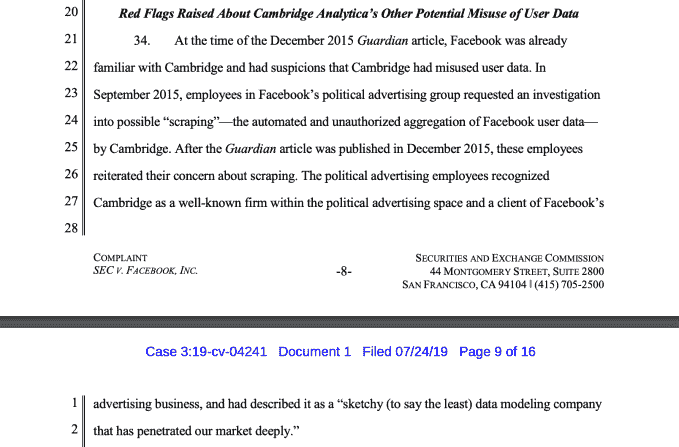 20 Red Flags Raised About Cambridge Analytica's Other Potential Misuse of User Data
21 34. At the time of the December 2015 Guardian article, Facebook was already
22 familiar with Cambridge and had suspicions that Cambridge had misused user data. In
23 September 2015, employees in Facebook's political advertising group requested an investigation
24 into possible “scraping”—the automated and unauthorized aggregation of Facebook user data—
25 by Cambridge. After the Guardian article was published in December 2015, these employees
26 reiterated their concern about scraping. The political advertising employees recognized
27 Cambridge as a well-known firm within the political advertising space and a client of Facebook's
28
COMPLAINT
SEC V. FACEBOOK, INC.
-8-
SECURITIES AND EXCHANGE COMMISSION
44 MONTGOMERY STREET, SUITE 2800
SAN FRANCISCO, CA 94104 | (415) 705-2500
Case 3:19-cv-04241 Document 1 Filed 07/24/19 Page 9 of 16
1 advertising business, and had described it as a “sketchy (to say the least) data modeling company
2 that has penetrated our market deeply.”